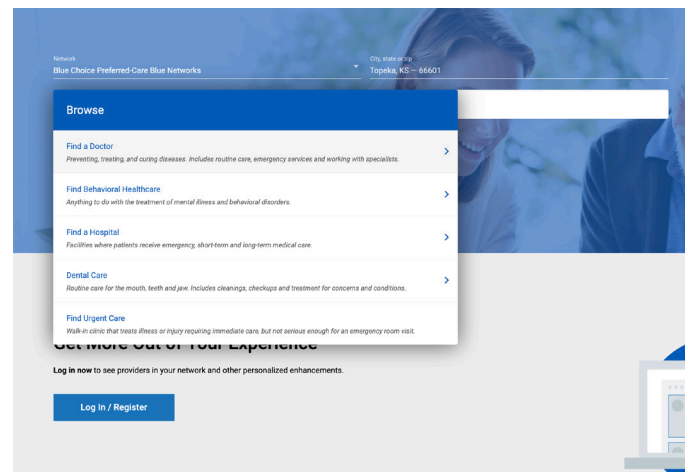 Network
City, state or zip
Blue Choice Preferred-Care Blue Networks
Topeka, KS — 66601
Browse
Find a Doctor
Preventing, treating, and curing diseases. Includes routine care, emergency services and working with specialists.
Find Behavioral Healthcare
Anything to do with the treatment of mental illness and behavioral disorders.
Find a Hospital
Facilities where patients receive emergency, short-term and long-term medical care.
Dental Care
Routine care for the mouth, teeth and jaw. Includes cleanings, checkups and treatment for concerns and conditions.
Find Urgent Care
Walk-in clinic that treats illness or injury requiring immediate care, but not serious enough for an emergency room visit.
Get More Out of Your Experience
Log in now to see providers in your network and other personalized enhancements.
Log In / Register